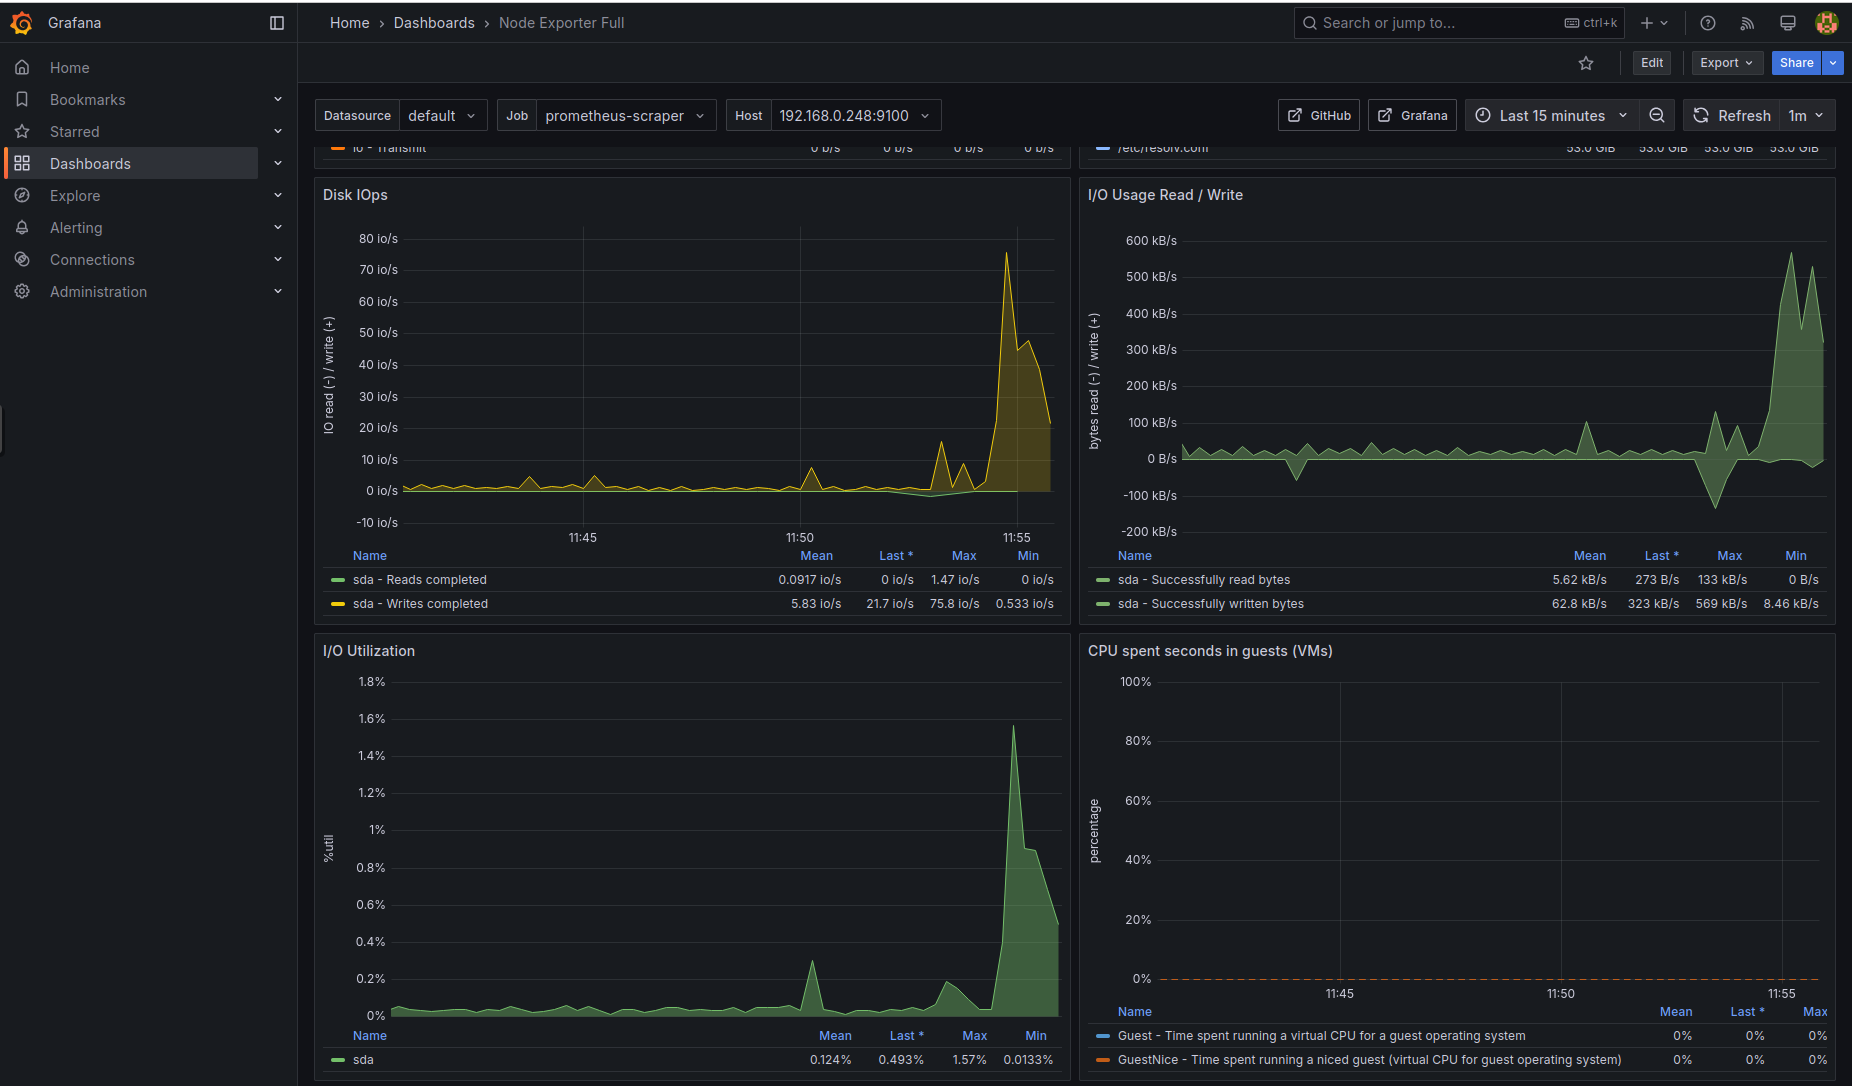 Grafana
Home › Dashboards › Node Exporter Full
Search or jump to...
ctrl+k
Edit
Export
Share
Home
Bookmarks
Starred
Dashboards
Explore
Alerting
Connections
Administration
Datasource default
Job prometheus-scraper
Host 192.168.0.248:9100
GitHub
Grafana
Last 15 minutes
Refresh 1m
lo - Transmit 0 b/s 0 b/s 0 b/s 0 b/s
/etc/resolv.conf 53.0 GiB 53.0 GiB 53.0 GiB 53.0 GiB
Disk IOps
IO read (-) / write (+)
80 io/s
70 io/s
60 io/s
50 io/s
40 io/s
30 io/s
20 io/s
10 io/s
0 io/s
-10 io/s
11:45 11:50 11:55
Name Mean Last * Max Min
sda - Reads completed 0.0917 io/s 0 io/s 1.47 io/s 0 io/s
sda - Writes completed 5.83 io/s 21.7 io/s 75.8 io/s 0.533 io/s
I/O Usage Read / Write
bytes read (-) / write (+)
600 kB/s
500 kB/s
400 kB/s
300 kB/s
200 kB/s
100 kB/s
0 B/s
-100 kB/s
-200 kB/s
Name Mean Last * Max Min
sda - Successfully read bytes 5.62 kB/s 273 B/s 133 kB/s 0 B/s
sda - Successfully written bytes 62.8 kB/s 323 kB/s 569 kB/s 8.46 kB/s
I/O Utilization
%util
1.8%
1.6%
1.4%
1.2%
1%
0.8%
0.6%
0.4%
0.2%
0%
Name Mean Last * Max Min
sda 0.124% 0.493% 1.57% 0.0133%
CPU spent seconds in guests (VMs)
percentage
100%
80%
60%
40%
20%
0%
11:45 11:50 11:55
Name Mean Last * Max
Guest - Time spent running a virtual CPU for a guest operating system 0% 0% 0%
GuestNice - Time spent running a niced guest (virtual CPU for guest operating system) 0% 0% 0%